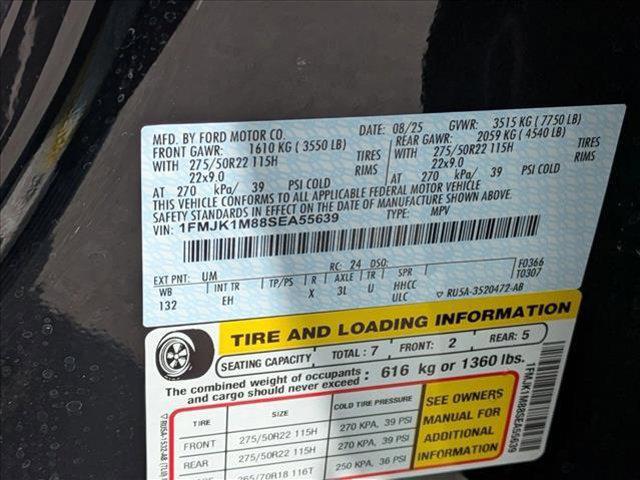 MFD. BY FORD MOTOR CO. DATE: 08/25 GVWR: 3515 KG ( 7750 LB)
FRONT GAWR: 1610 KG ( 3550 LB) REAR GAWR: 2059 KG ( 4540 LB)
WITH 275/50R22 115H TIRES WITH 275/50R22 115H TIRES
22x9.0 RIMS 22x9.0 RIMS
AT 270 kPa/ 39 PSI COLD AT 270 kPa/ 39 PSI COLD
THIS VEHICLE CONFORMS TO ALL APPLICABLE FEDERAL MOTOR VEHICLE
SAFETY STANDARDS IN EFFECT ON THE DATE OF MANUFACTURE SHOWN ABOVE.
VIN: 1FMJK1M88SEA55639 TYPE: MPV
F0366
T0307
EXT PNT: UM RC: 24 DSO:
WB INT TR TP/PS R AXLE TR SPR
132 EH X 3L U HHCC
ULC ▽ RU5A-3520472-AB
TIRE AND LOADING INFORMATION
SEATING CAPACITY TOTAL: 7 FRONT: 2 REAR: 5
The combined weight of occupants and cargo should never exceed : 616 kg or 1360 lbs.
TIRE SIZE COLD TIRE PRESSURE
FRONT 275/50R22 115H 270 KPA, 39 PSI
REAR 275/50R22 115H 270 KPA, 39 PSI
265/70R18 116T 250 KPA, 36 PSI
SEE OWNERS
MANUAL FOR
ADDITIONAL
INFORMATION
1FMJK1M88SEA55639